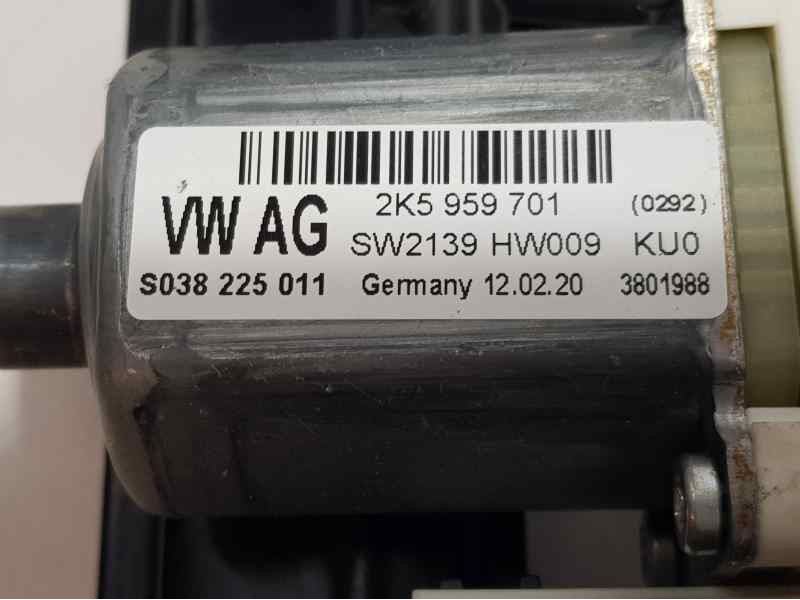 VW AG 2K5 959 701 (0292)
SW2139 HW009 KU0
S038 225 011 Germany 12.02.20 3801988